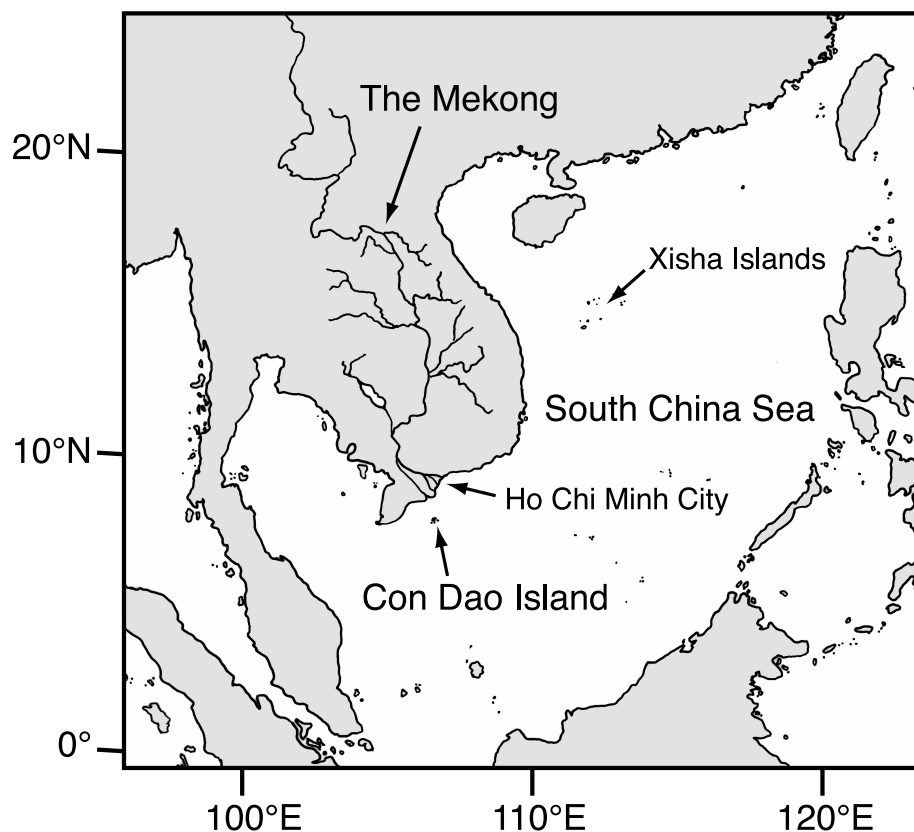 The Mekong
20°N
Xisha Islands
South China Sea
10°N
Ho Chi Minh City
Con Dao Island
0°
100°E
110°E
120°E